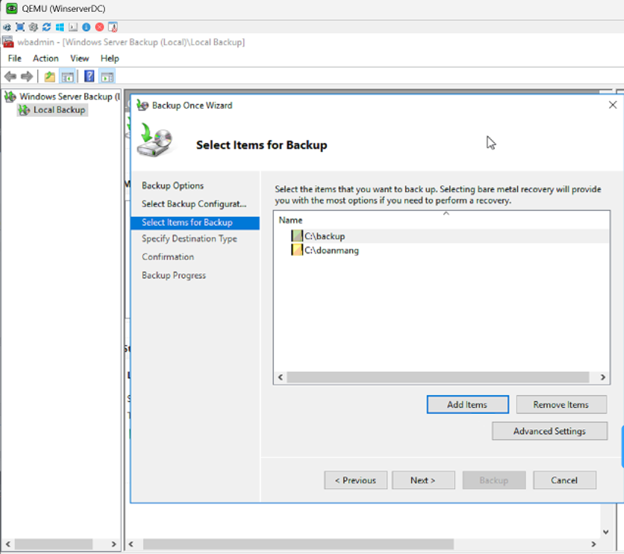 QEMU (WinserverDC)
wbadmin - [Windows Server Backup (Local)\Local Backup]
File Action View Help
Windows Server Backup (l
Local Backup
Backup Once Wizard
Select Items for Backup
Backup Options
Select Backup Configurat...
Select Items for Backup
Specify Destination Type
Confirmation
Backup Progress
Select the items that you want to back up. Selecting bare metal recovery will provide
you with the most options if you need to perform a recovery.
Name
C:\backup
C:\doanmang
Add Items
Remove Items
Advanced Settings
< Previous
Next >
Backup
Cancel